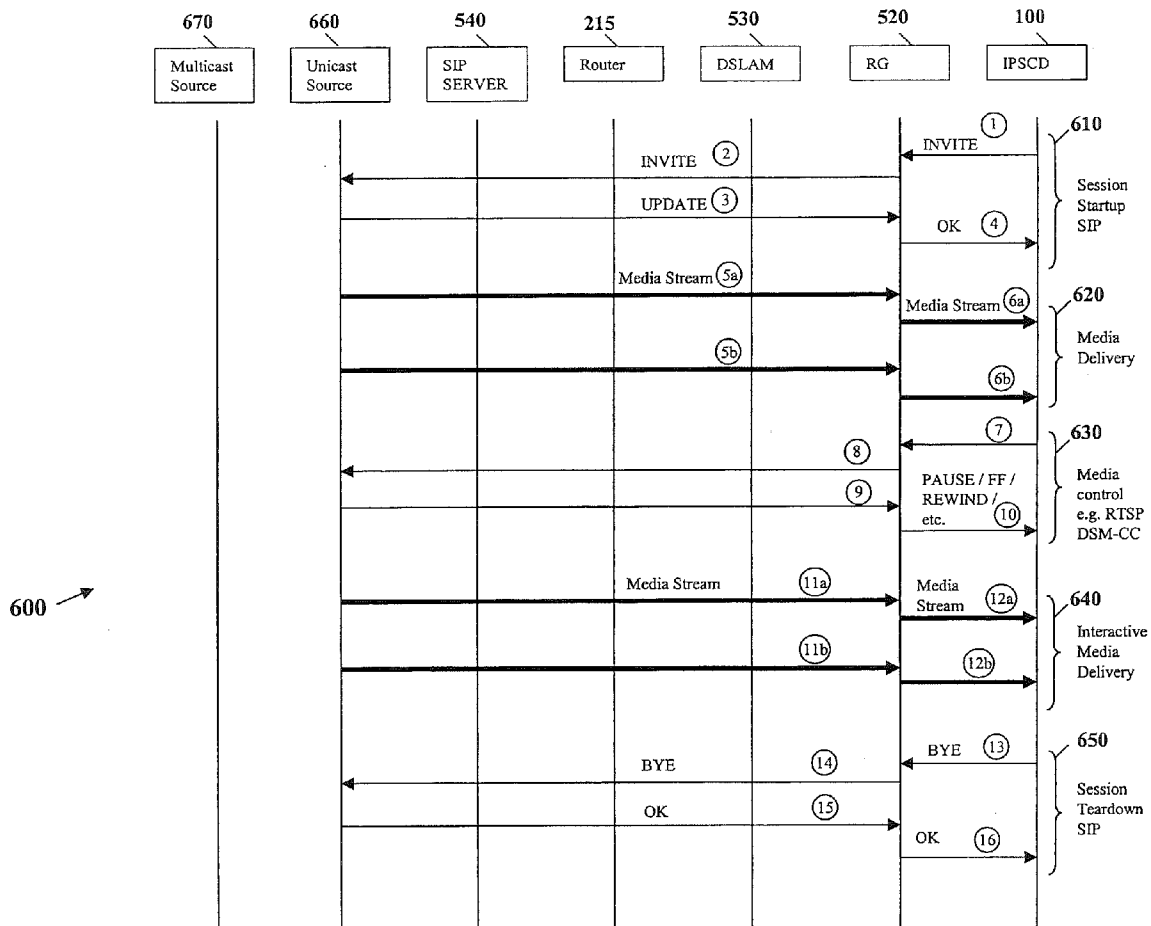 670 660 540 215 530 520 100
Multicast Source
Unicast Source
SIP SERVER
Router
DSLAM
RG
IPSCD
1
INVITE
610
INVITE 2
UPDATE 3
OK 4
Session
Startup
SIP
Media Stream 5a
Media Stream 6a
620
5b
6b
Media
Delivery
7
630
8
9
PAUSE / FF /
REWIND /
etc. 10
Media
control
e.g. RTSP
DSM-CC
600
Media Stream 11a
Media
Stream 12a
640
11b
12b
Interactive
Media
Delivery
BYE 13
650
BYE 14
OK 15
OK 16
Session
Teardown
SIP